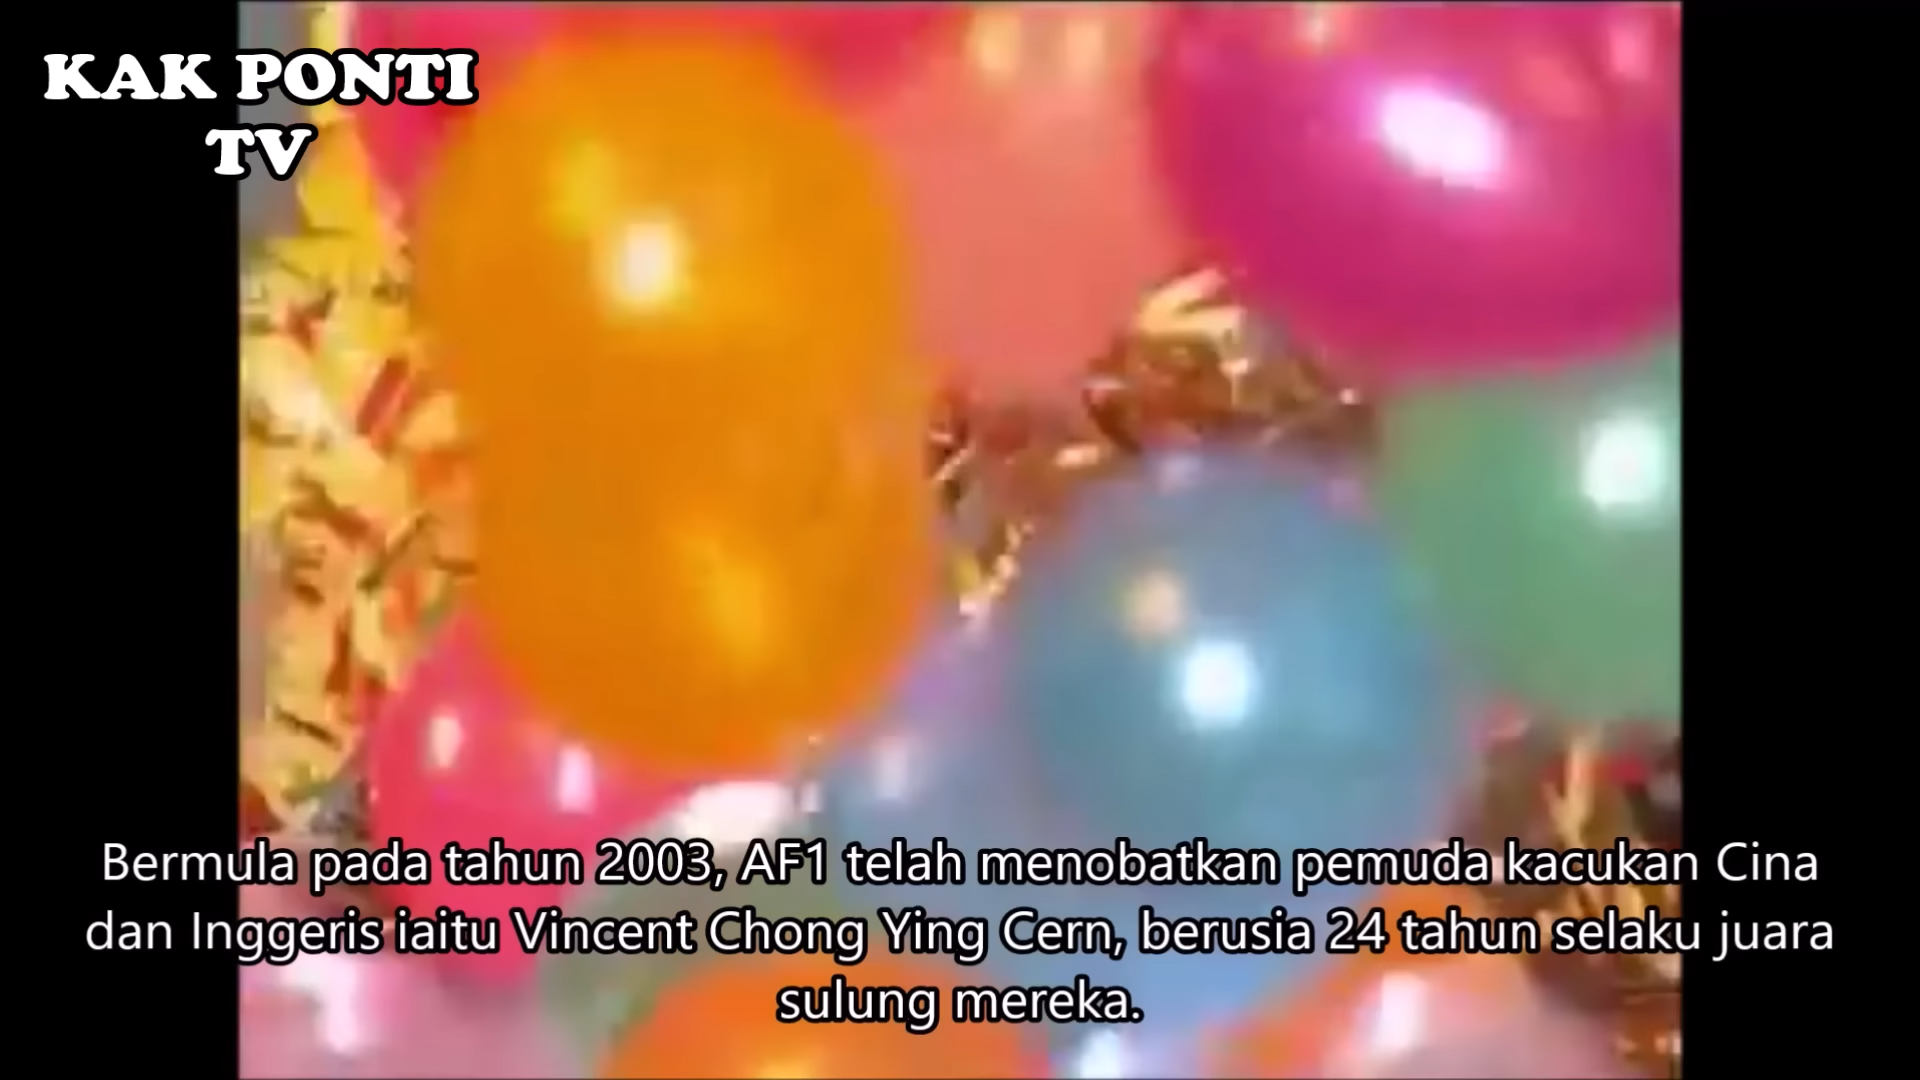 KAK PONTI
TV
Bermula pada tahun 2003, AF1 telah menobatkan pemuda kacukan Cina
dan Inggeris iaitu Vincent Chong Ying Cern, berusia 24 tahun selaku juara
sulung mereka.